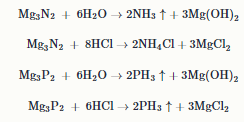 Mg₃N₂ + 6H₂O → 2NH₃ ↑ + 3Mg(OH)₂
Mg₃N₂ + 8HCl → 2NH₄Cl + 3MgCl₂
Mg₃P₂ + 6H₂O → 2PH₃ ↑ + 3Mg(OH)₂
Mg₃P₂ + 6HCl → 2PH₃ ↑ + 3MgCl₂